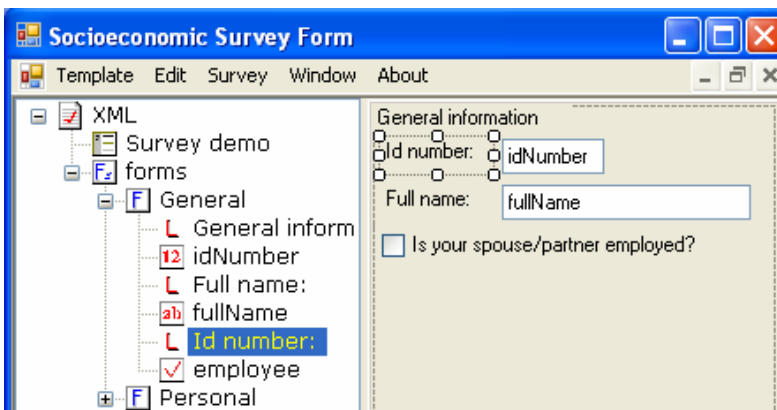 Socioeconomic Survey Form
Template Edit Survey Window About
XML
Survey demo
forms
General
General inform
idNumber
Full name:
fullName
Id number:
employee
Personal
General information
Id number: idNumber
Full name: fullName
Is your spouse/partner employed?